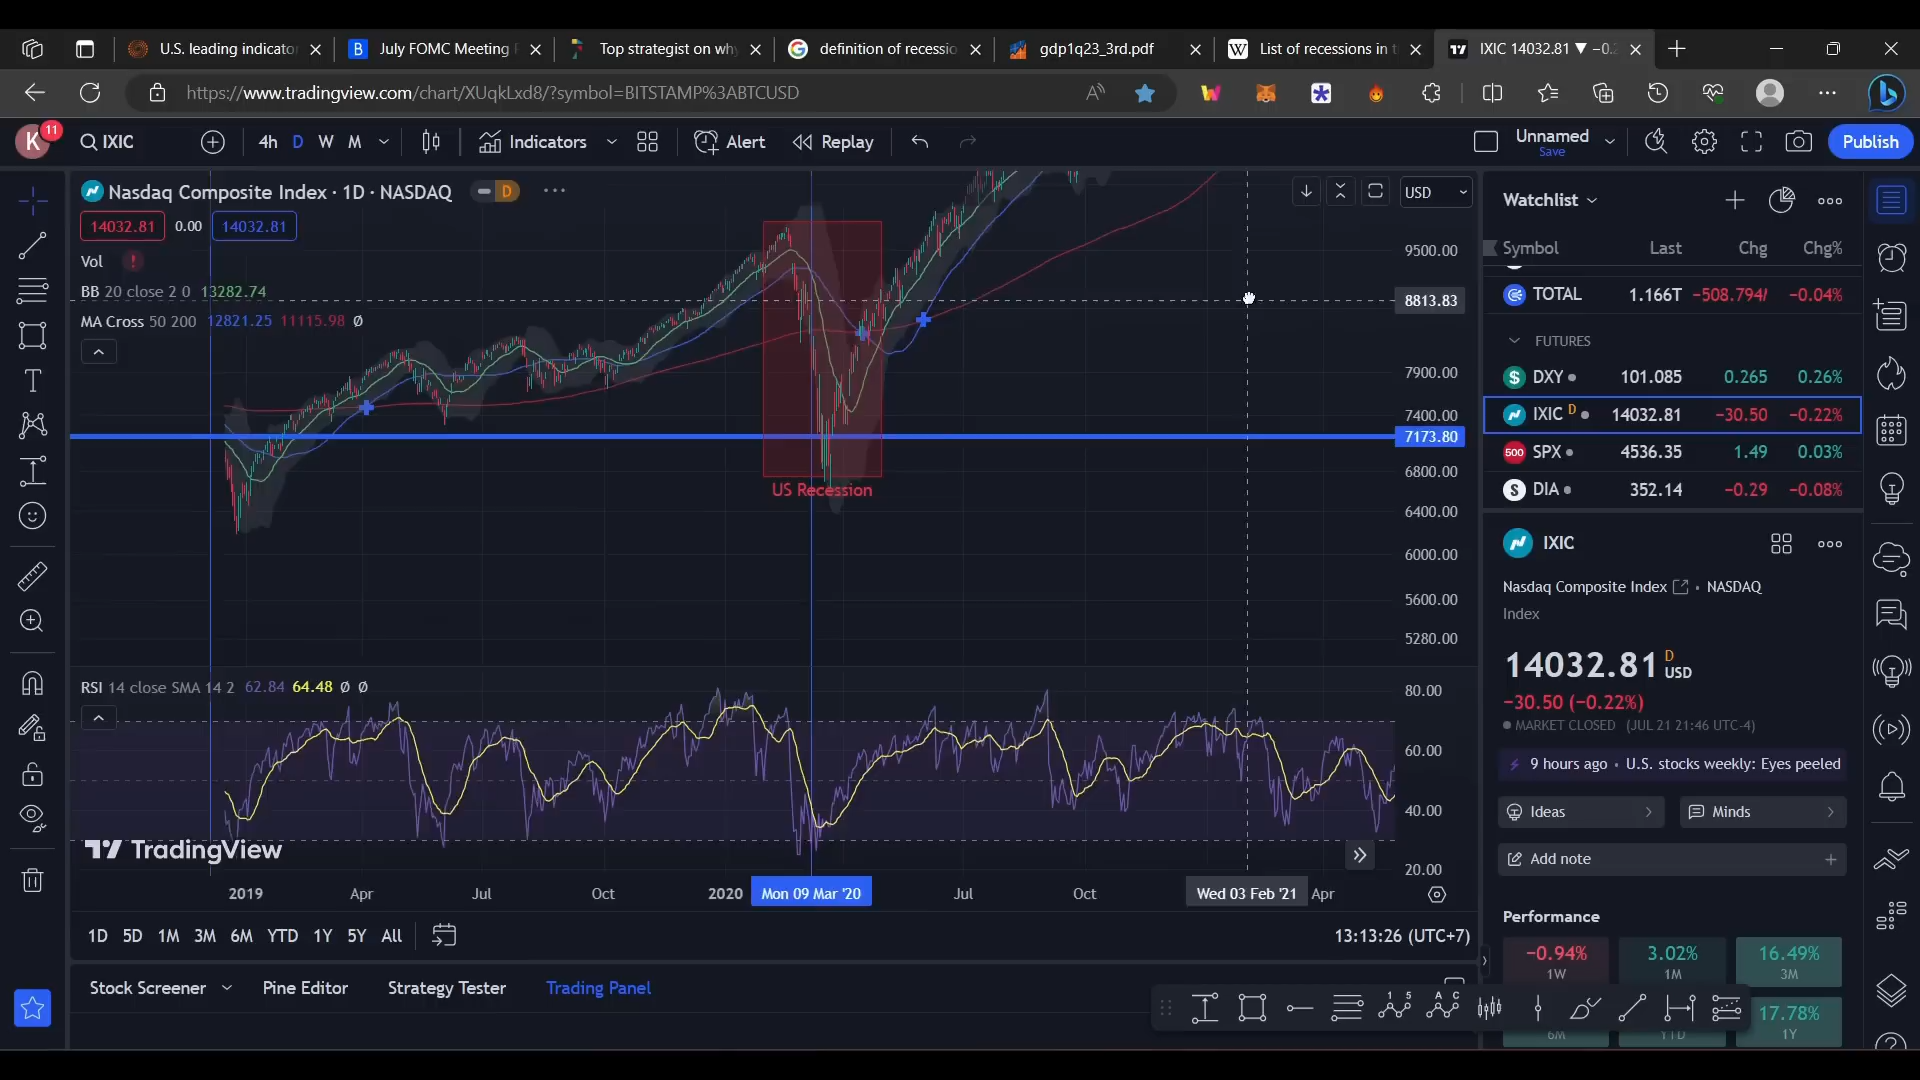 U.S. leading indicator
July FOMC Meeting
Top strategist on why
definition of recessio
gdp1q23_3rd.pdf
List of recessions in t
IXIC 14032.81 ▼ −0.2
https://www.tradingview.com/chart/XUqkLxd8/?symbol=BITSTAMP%3ABTCUSD
K
11
IXIC
4h D W M
Indicators
Alert
Replay
Unnamed
Save
Publish
Nasdaq Composite Index · 1D · NASDAQ
D
14032.81 0.00 14032.81
Vol
BB 20 close 2 0 13282.74
MA Cross 50 200 12821.25 11115.98 Ø
USD
9500.00
8813.83
7900.00
7400.00
7173.80
6800.00
6400.00
6000.00
5600.00
5280.00
US Recession
RSI 14 close SMA 14 2 62.84 64.48 Ø Ø
80.00
60.00
40.00
20.00
TradingView
2019 Apr Jul Oct 2020 Mon 09 Mar '20 Jul Oct Wed 03 Feb '21 Apr
1D 5D 1M 3M 6M YTD 1Y 5Y All
13:13:26 (UTC+7)
Stock Screener
Pine Editor
Strategy Tester
Trading Panel
Watchlist
Symbol Last Chg Chg%
TOTAL 1.166T −508.794 −0.04%
FUTURES
DXY 101.085 0.265 0.26%
IXIC D 14032.81 −30.50 −0.22%
500 SPX 4536.35 1.49 0.03%
DIA 352.14 −0.29 −0.08%
IXIC
Nasdaq Composite Index · NASDAQ
Index
14032.81 D USD
−30.50 (−0.22%)
MARKET CLOSED (JUL 21 21:46 UTC-4)
9 hours ago · U.S. stocks weekly: Eyes peeled
Ideas
Minds
Add note
Performance
−0.94% 3.02% 16.49%
1W 1M 3M
17.78%
6M YTD 1Y